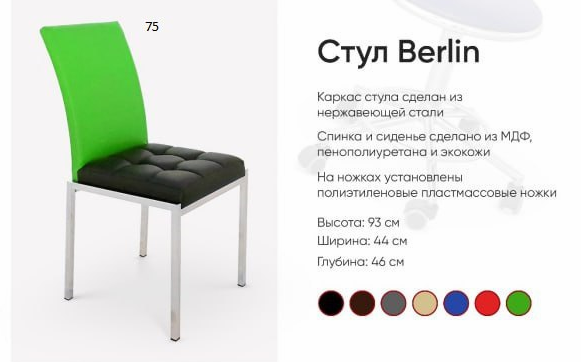 75
Стул Berlin
Каркас стула сделан из
нержавеющей стали
Спинка и сиденье сделано из МДФ,
пенополиуретана и экокожи
На ножках установлены
полиэтиленовые пластмассовые ножки
Высота: 93 см
Ширина: 44 см
Глубина: 46 см